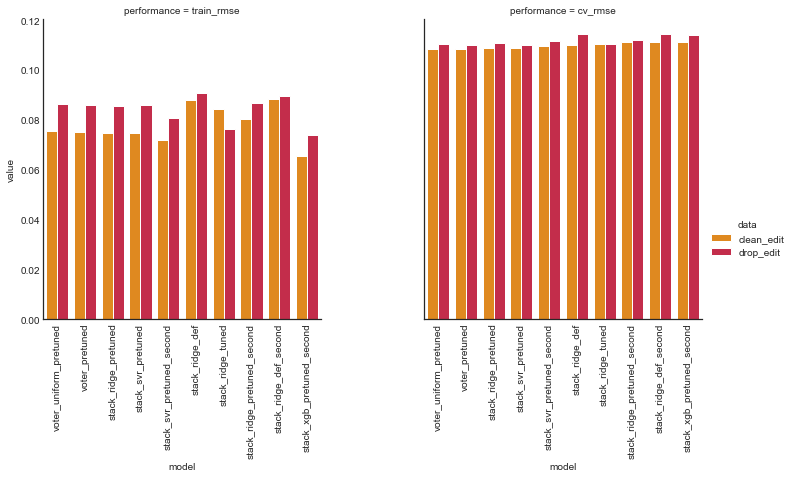 performance = train_rmse
performance = cv_rmse
0.12
0.10
0.08
0.06
0.04
0.02
0.00
value
voter_uniform_pretuned
voter_pretuned
stack_ridge_pretuned
stack_svr_pretuned
stack_svr_pretuned_second
stack_ridge_def
stack_ridge_tuned
stack_ridge_pretuned_second
stack_ridge_def_second
stack_xgb_pretuned_second
model
voter_uniform_pretuned
voter_pretuned
stack_ridge_pretuned
stack_svr_pretuned
stack_svr_pretuned_second
stack_ridge_def
stack_ridge_tuned
stack_ridge_pretuned_second
stack_ridge_def_second
stack_xgb_pretuned_second
model
data
clean_edit
drop_edit